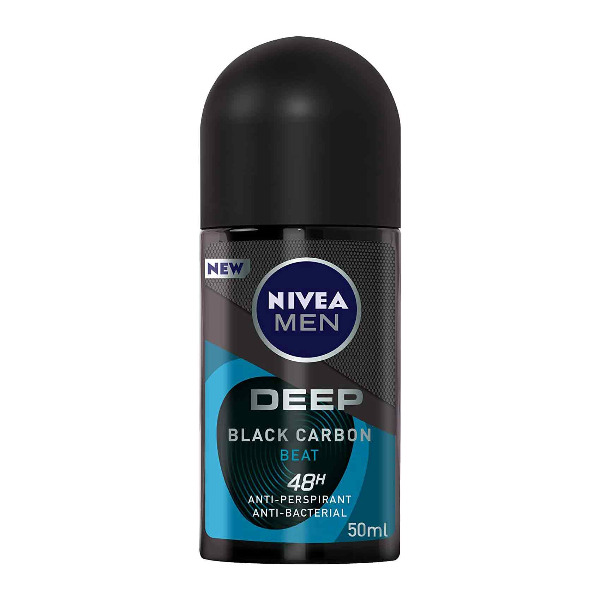 NEW
NIVEA
MEN
DEEP
BLACK CARBON
BEAT
48H
ANTI-PERSPIRANT
ANTI-BACTERIAL
50ml